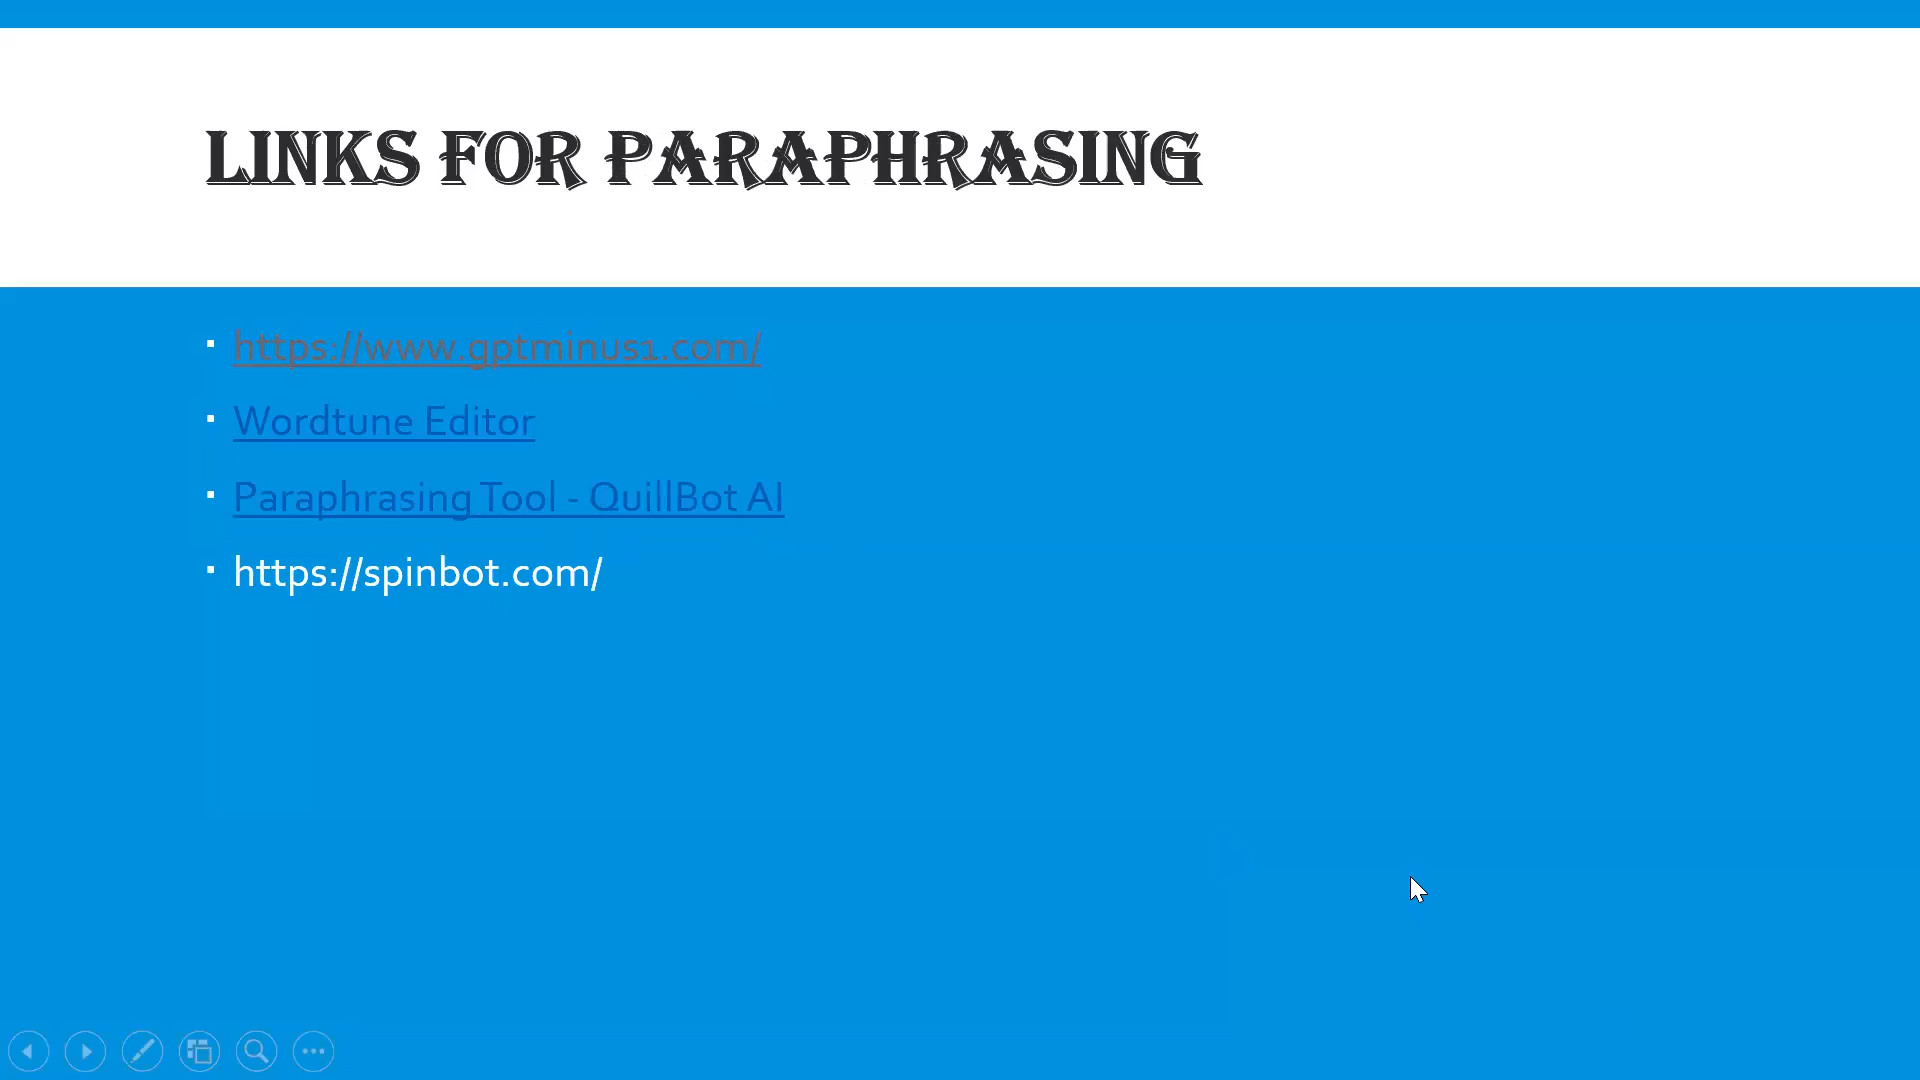 LINKS FOR PARAPHRASING
▪ https://www.gptminus1.com/
▪ Wordtune Editor
▪ Paraphrasing Tool - QuillBot AI
▪ https://spinbot.com/